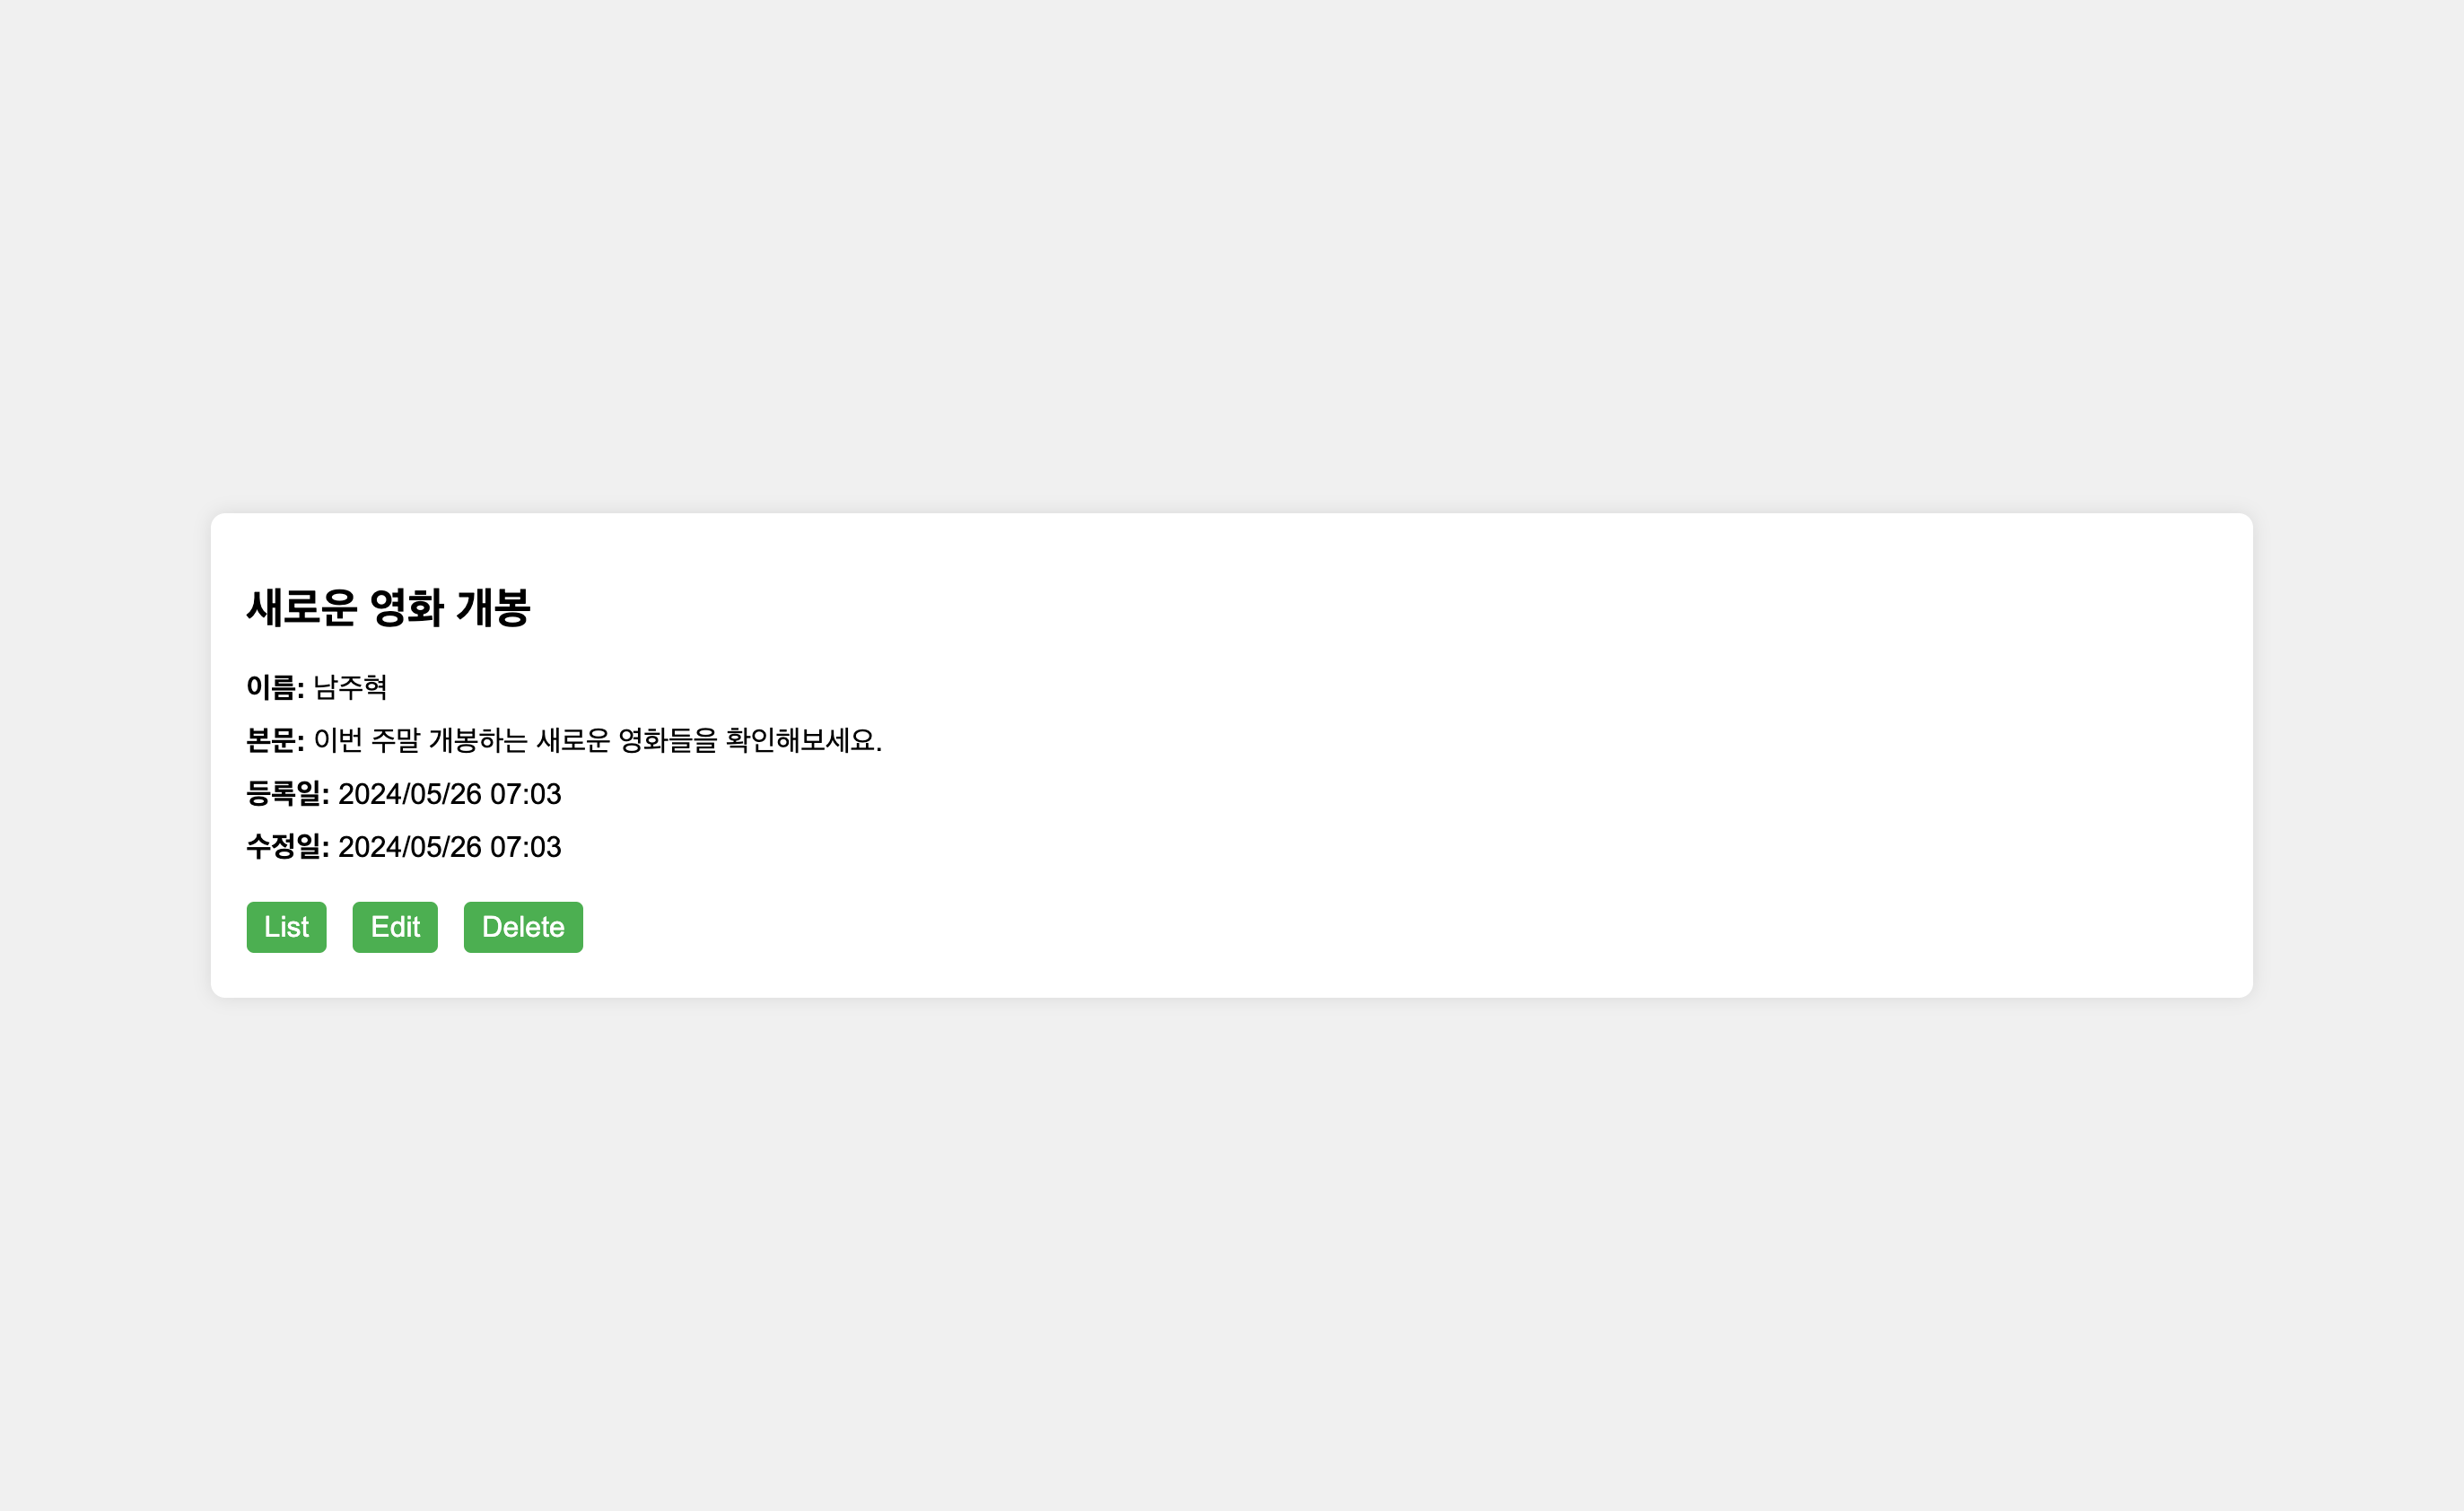 새로운 영화 개봉
이름: 남주혁
본문: 이번 주말 개봉하는 새로운 영화들을 확인해보세요.
등록일: 2024/05/26 07:03
수정일: 2024/05/26 07:03
List Edit Delete